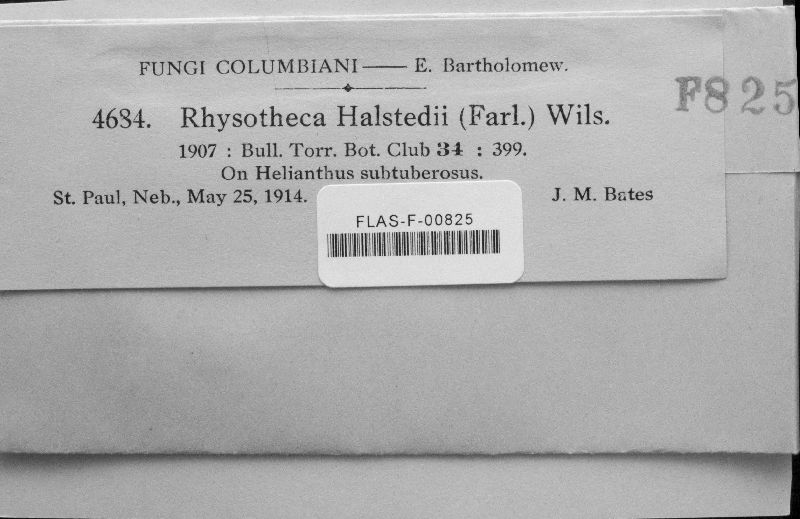 FUNGI COLUMBIANI—— E. Bartholomew.
F825
4684. Rhysotheca Halstedii (Farl.) Wils.
1907 : Bull. Torr. Bot. Club 34 : 399.
On Helianthus subtuberosus.
St. Paul, Neb., May 25, 1914. J. M. Bates
FLAS-F-00825